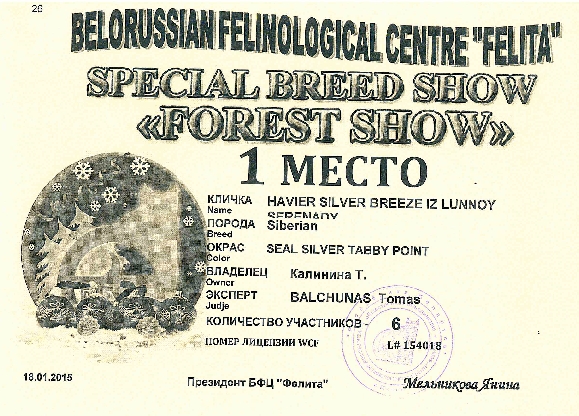 26
BELORUSSIAN FELINOLOGICAL CENTRE "FELITA"
SPECIAL BREED SHOW
«FOREST SHOW»
1 МЕСТО
КЛИЧКА HAVIER SILVER BREEZE IZ LUNNOY
Name SERENADY
ПОРОДА Siberian
Breed
ОКРАС SEAL SILVER TABBY POINT
Color
ВЛАДЕЛЕЦ Калинина Т.
Owner
ЭКСПЕРТ BALCHUNAS Tomas
Judje
КОЛИЧЕСТВО УЧАСТНИКОВ - 6
НОМЕР ЛИЦЕНЗИИ WCF L# 154018
18.01.2015 Президент БФЦ "Фелита" Мельникова Янина